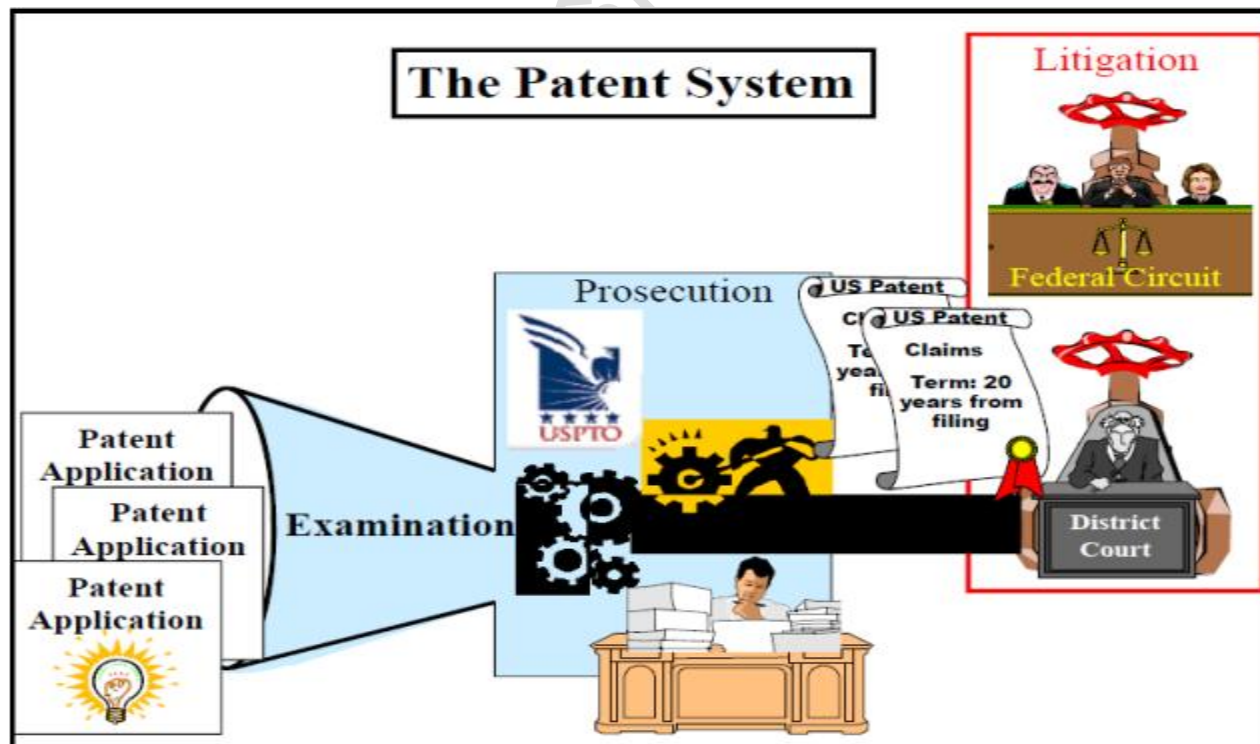 The Patent System
Litigation
Federal Circuit
Prosecution
USPTO
US Patent
US Patent
Claims
Term: 20
years from
filing
District
Court
Examination
Patent
Application
Patent
Application
Patent
Application